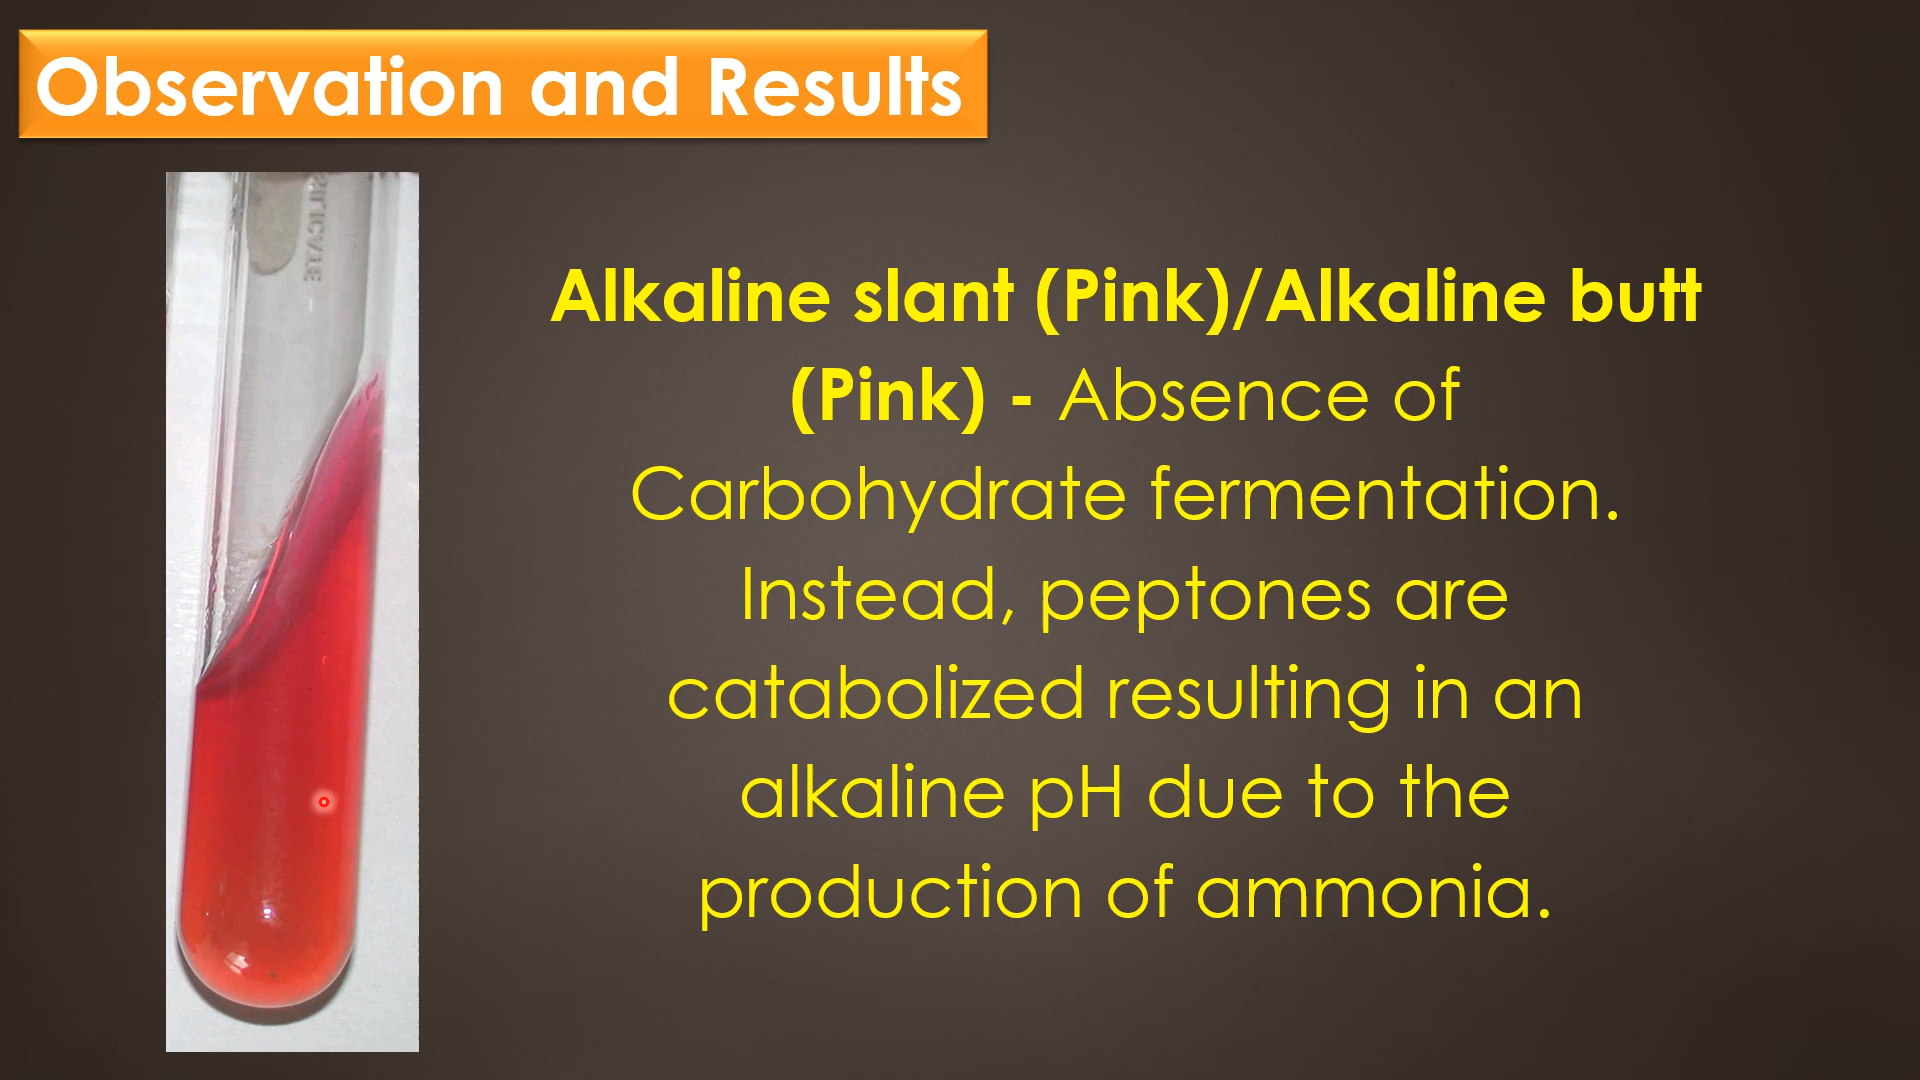 Observation and Results
SILICATE
Alkaline slant (Pink)/Alkaline butt
(Pink) - Absence of
Carbohydrate fermentation.
Instead, peptones are
catabolized resulting in an
alkaline pH due to the
production of ammonia.